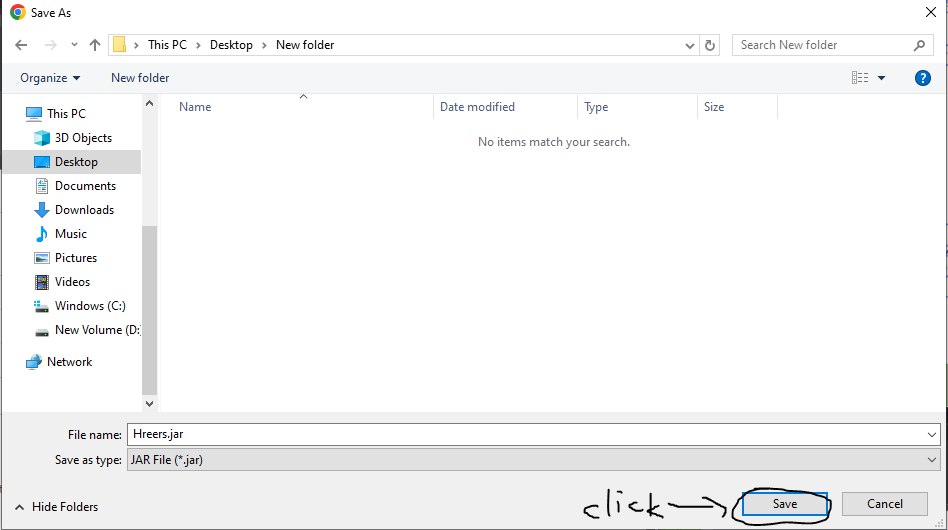 Save As
This PC > Desktop > New folder
Search New folder
Organize
New folder
Name
Date modified
Type
Size
No items match your search.
This PC
3D Objects
Desktop
Documents
Downloads
Music
Pictures
Videos
Windows (C:)
New Volume (D:
Network
File name: Hreers.jar
Save as type: JAR File (*.jar)
Hide Folders
click
Save
Cancel